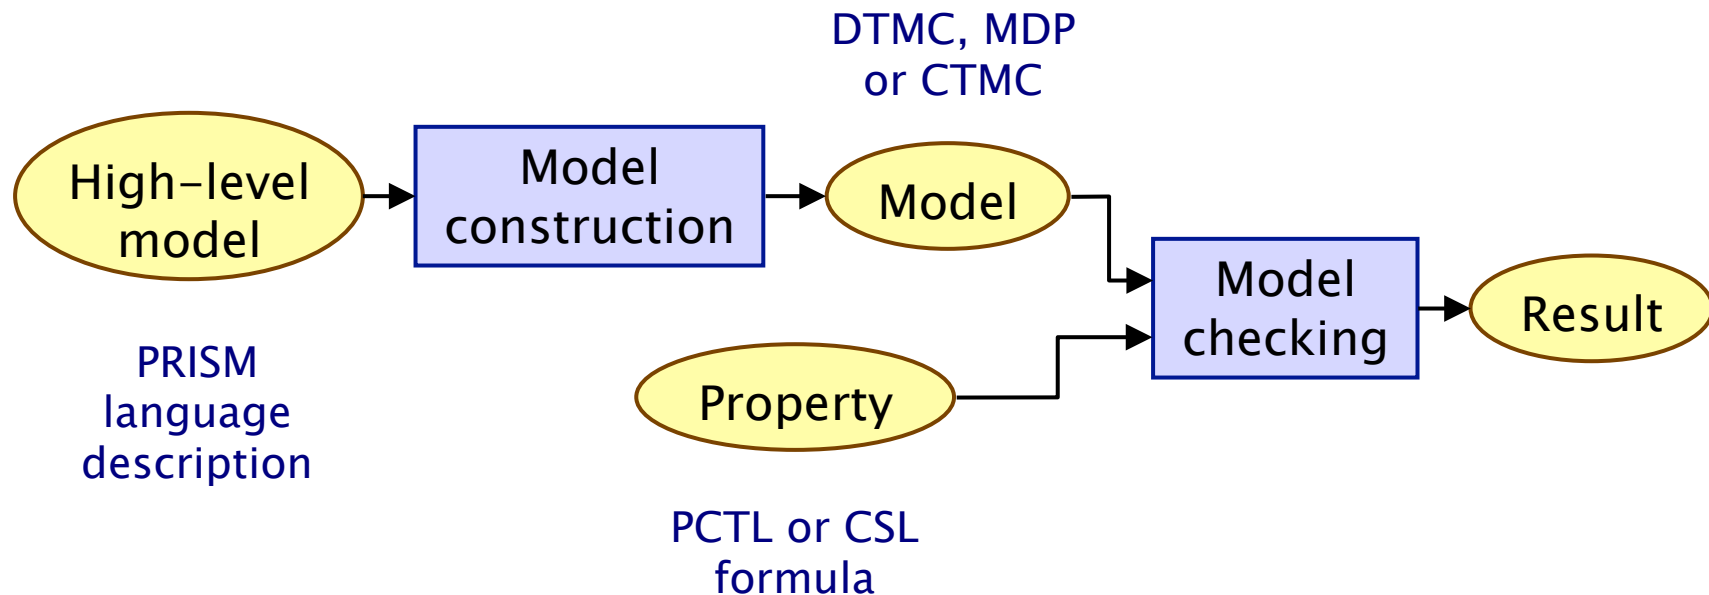 DTMC, MDP
or CTMC
High-level
model
Model
construction
Model
Model
checking
Result
PRISM
language
description
Property
PCTL or CSL
formula